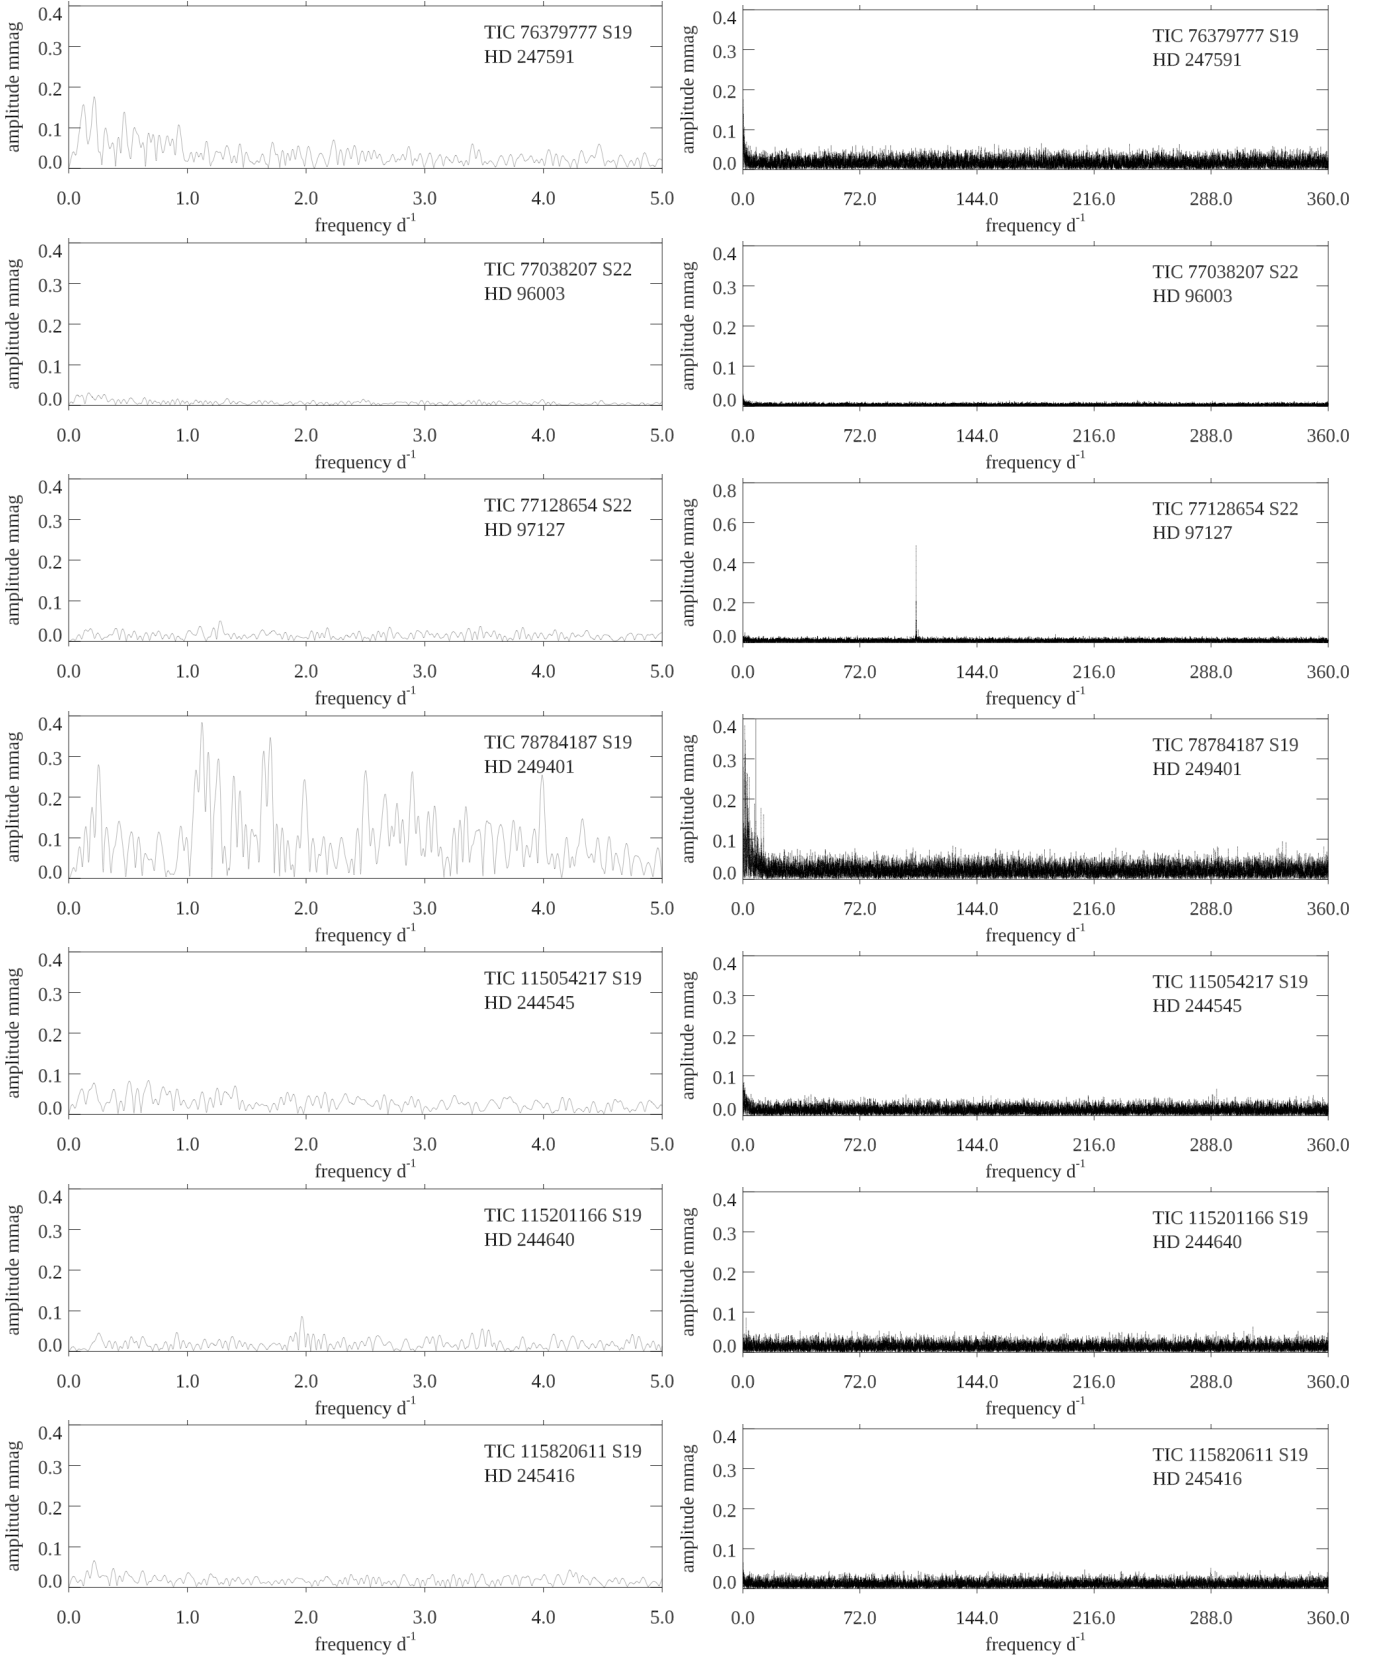 amplitude mmag
0.4
0.3
0.2
0.1
0.0
TIC 76379777 S19
HD 247591
0.0 1.0 2.0 3.0 4.0 5.0
frequency d-1
amplitude mmag
0.4
0.3
0.2
0.1
0.0
TIC 76379777 S19
HD 247591
0.0 72.0 144.0 216.0 288.0 360.0
frequency d-1
amplitude mmag
0.4
0.3
0.2
0.1
0.0
TIC 77038207 S22
HD 96003
0.0 1.0 2.0 3.0 4.0 5.0
frequency d-1
amplitude mmag
0.4
0.3
0.2
0.1
0.0
TIC 77038207 S22
HD 96003
0.0 72.0 144.0 216.0 288.0 360.0
frequency d-1
amplitude mmag
0.4
0.3
0.2
0.1
0.0
TIC 77128654 S22
HD 97127
0.0 1.0 2.0 3.0 4.0 5.0
frequency d-1
amplitude mmag
0.8
0.6
0.4
0.2
0.0
TIC 77128654 S22
HD 97127
0.0 72.0 144.0 216.0 288.0 360.0
frequency d-1
amplitude mmag
0.4
0.3
0.2
0.1
0.0
TIC 78784187 S19
HD 249401
0.0 1.0 2.0 3.0 4.0 5.0
frequency d-1
amplitude mmag
0.4
0.3
0.2
0.1
0.0
TIC 78784187 S19
HD 249401
0.0 72.0 144.0 216.0 288.0 360.0
frequency d-1
amplitude mmag
0.4
0.3
0.2
0.1
0.0
TIC 115054217 S19
HD 244545
0.0 1.0 2.0 3.0 4.0 5.0
frequency d-1
amplitude mmag
0.4
0.3
0.2
0.1
0.0
TIC 115054217 S19
HD 244545
0.0 72.0 144.0 216.0 288.0 360.0
frequency d-1
amplitude mmag
0.4
0.3
0.2
0.1
0.0
TIC 115201166 S19
HD 244640
0.0 1.0 2.0 3.0 4.0 5.0
frequency d-1
amplitude mmag
0.4
0.3
0.2
0.1
0.0
TIC 115201166 S19
HD 244640
0.0 72.0 144.0 216.0 288.0 360.0
frequency d-1
amplitude mmag
0.4
0.3
0.2
0.1
0.0
TIC 115820611 S19
HD 245416
0.0 1.0 2.0 3.0 4.0 5.0
frequency d-1
amplitude mmag
0.4
0.3
0.2
0.1
0.0
TIC 115820611 S19
HD 245416
0.0 72.0 144.0 216.0 288.0 360.0
frequency d-1